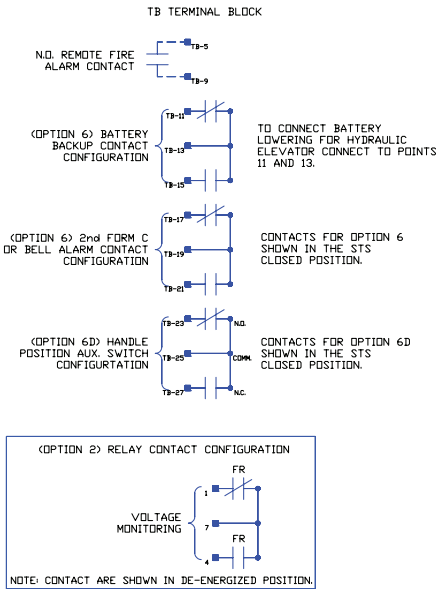 TB TERMINAL BLOCK
N.O. REMOTE FIRE
ALARM CONTACT
TB-5
TB-9
(OPTION 6) BATTERY
BACKUP CONTACT
CONFIGURATION
TB-11
TB-13
TB-15
TO CONNECT BATTERY
LOWERING FOR HYDRAULIC
ELEVATOR CONNECT TO POINTS
11 AND 13.
(OPTION 6) 2nd FORM C
OR BELL ALARM CONTACT
CONFIGURATION
TB-17
TB-19
TB-21
CONTACTS FOR OPTION 6
SHOWN IN THE STS
CLOSED POSITION.
(OPTION 6D) HANDLE
POSITION AUX. SWITCH
CONFIGURTATION
TB-23
N.O.
TB-25
COMM.
TB-27
N.C.
CONTACTS FOR OPTION 6D
SHOWN IN THE STS
CLOSED POSITION.
(OPTION 2) RELAY CONTACT CONFIGURATION
VOLTAGE
MONITORING
FR
1
7
FR
4
NOTE: CONTACT ARE SHOWN IN DE-ENERGIZED POSITION.